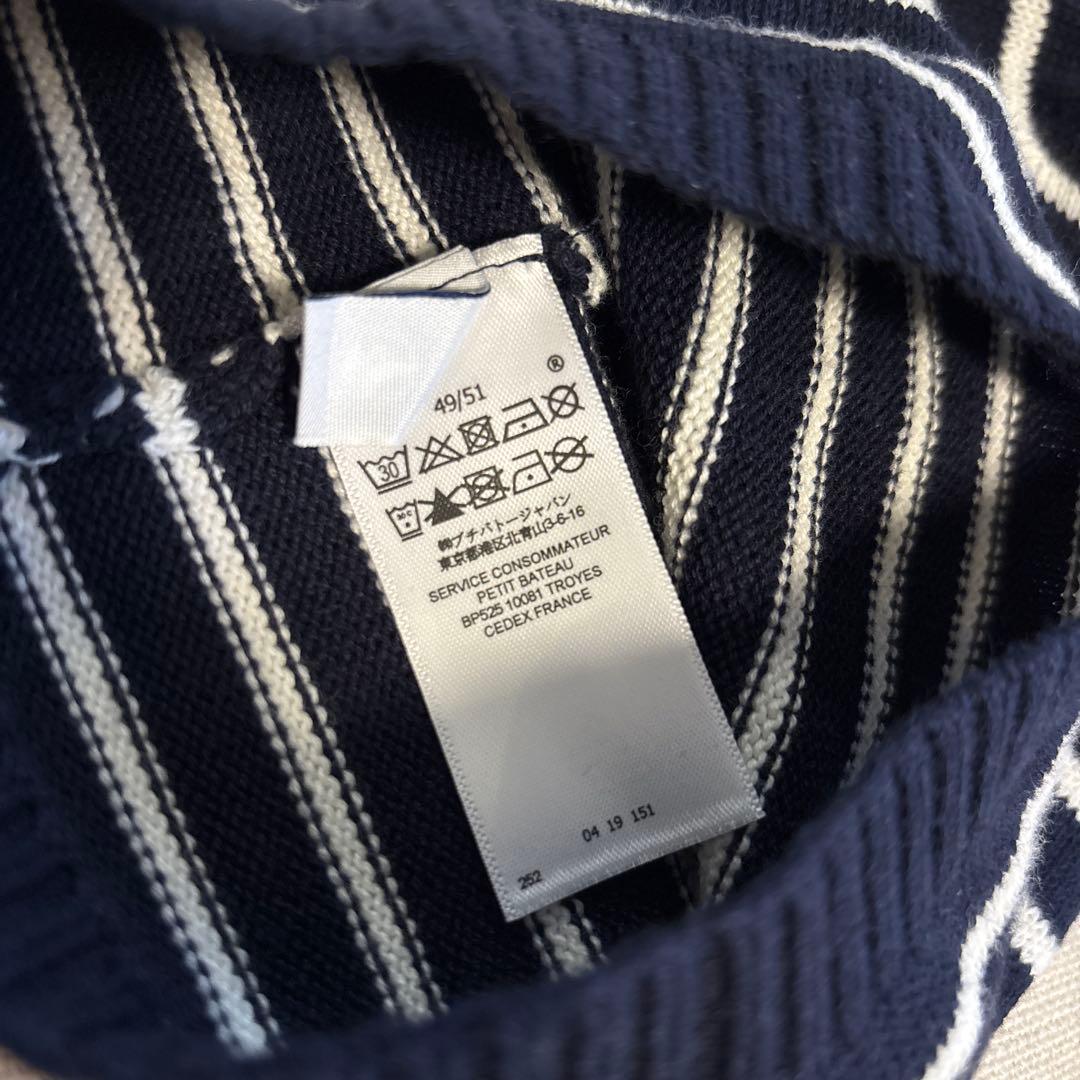 ®
49/51
30
㈱プチバトージャパン
東京都港区北青山3-6-16
SERVICE CONSOMMATEUR
PETIT BATEAU
BP525 10081 TROYES
CEDEX FRANCE
04 19 151
252